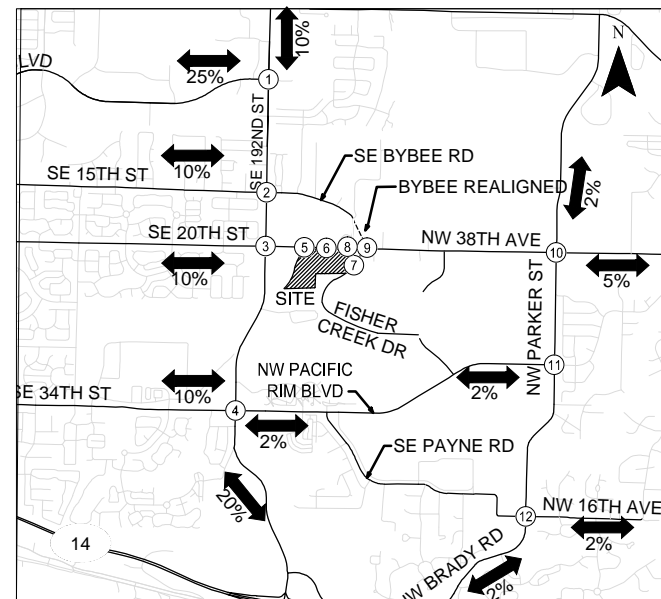 10%
N
LVD
25%
1
SE 192ND ST
SE BYBEE RD
10%
2%
SE 15TH ST
2
BYBEE REALIGNED
SE 20TH ST
3
5
6
8
9
NW 38TH AVE
10
10%
7
5%
SITE
FISHER
CREEK DR
NW PARKER ST
NW PACIFIC
RIM BLVD
11
2%
10%
SE 34TH ST
4
2%
SE PAYNE RD
20%
NW 16TH AVE
12
2%
14
NW BRADY RD
2%